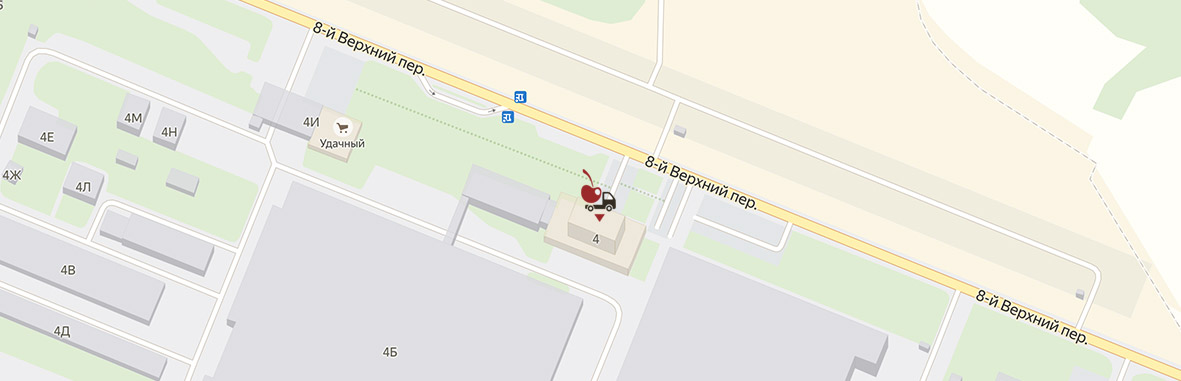 8-й Верхний пер.
4М
4И
4Н
4Е
Удачный
4Ж
4Л
8-й Верхний пер.
4
4В
8-й Верхний пер.
4Д
4Б